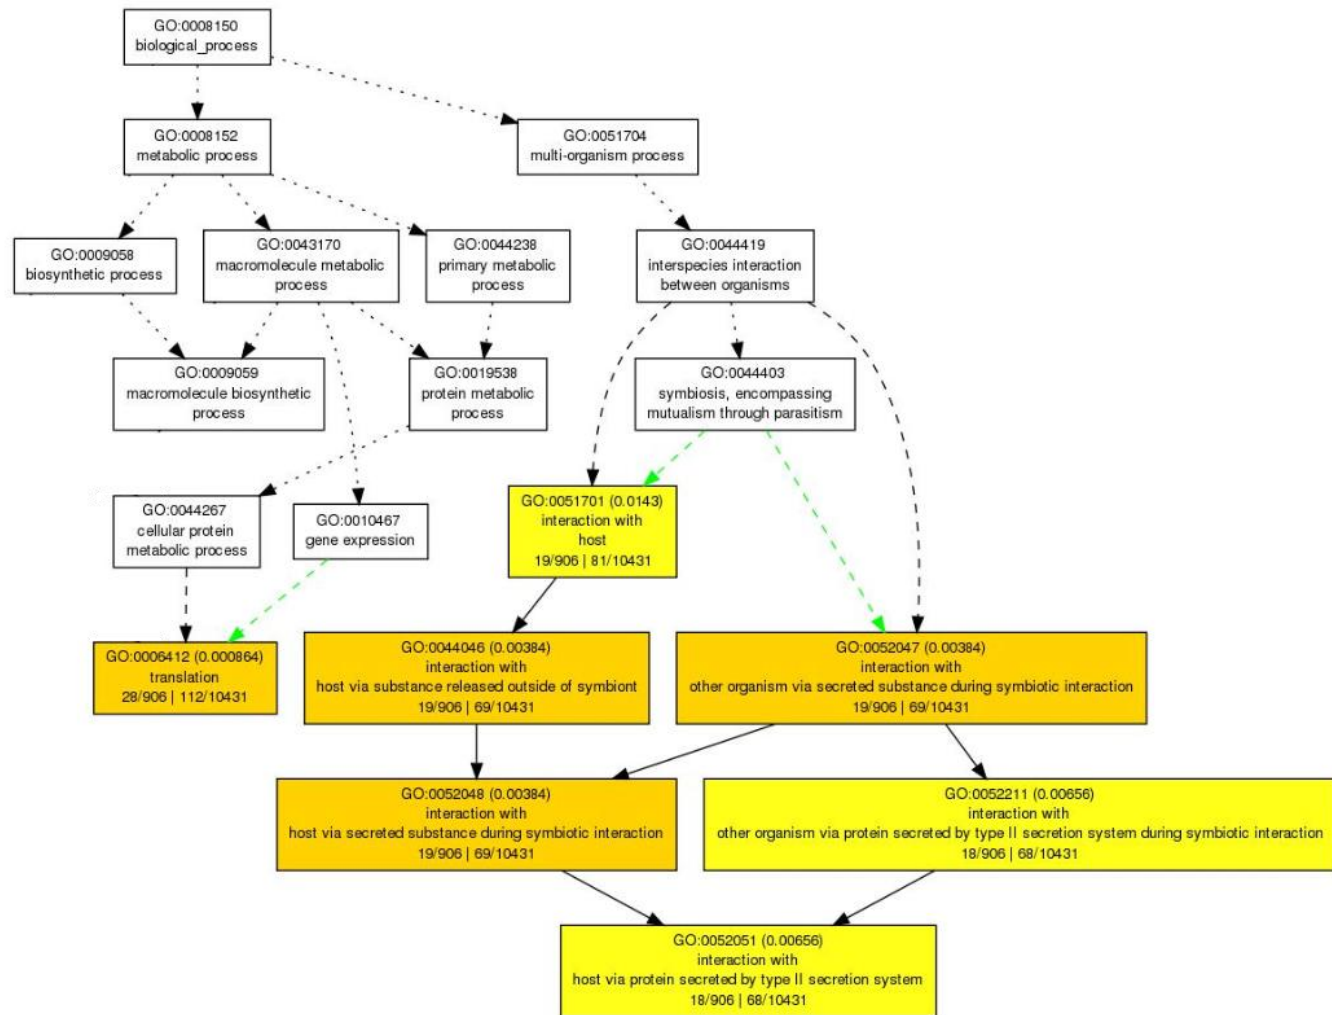 GO:0008150
biological_process
GO:0008152
metabolic process
GO:0051704
multi-organism process
GO:0009058
biosynthetic process
GO:0043170
macromolecule metabolic
process
GO:0044238
primary metabolic
process
GO:0044419
interspecies interaction
between organisms
GO:0009059
macromolecule biosynthetic
process
GO:0019538
protein metabolic
process
GO:0044403
symbiosis, encompassing
mutualism through parasitism
GO:0044267
cellular protein
metabolic process
GO:0010467
gene expression
GO:0051701 (0.0143)
interaction with
host
19/906 | 81/10431
GO:0006412 (0.000864)
translation
28/906 | 112/10431
GO:0044046 (0.00384)
interaction with
host via substance released outside of symbiont
19/906 | 69/10431
GO:0052047 (0.00384)
interaction with
other organism via secreted substance during symbiotic interaction
19/906 | 69/10431
GO:0052048 (0.00384)
interaction with
host via secreted substance during symbiotic interaction
19/906 | 69/10431
GO:0052211 (0.00656)
interaction with
other organism via protein secreted by type II secretion system during symbiotic interaction
18/906 | 68/10431
GO:0052051 (0.00656)
interaction with
host via protein secreted by type II secretion system
18/906 | 68/10431